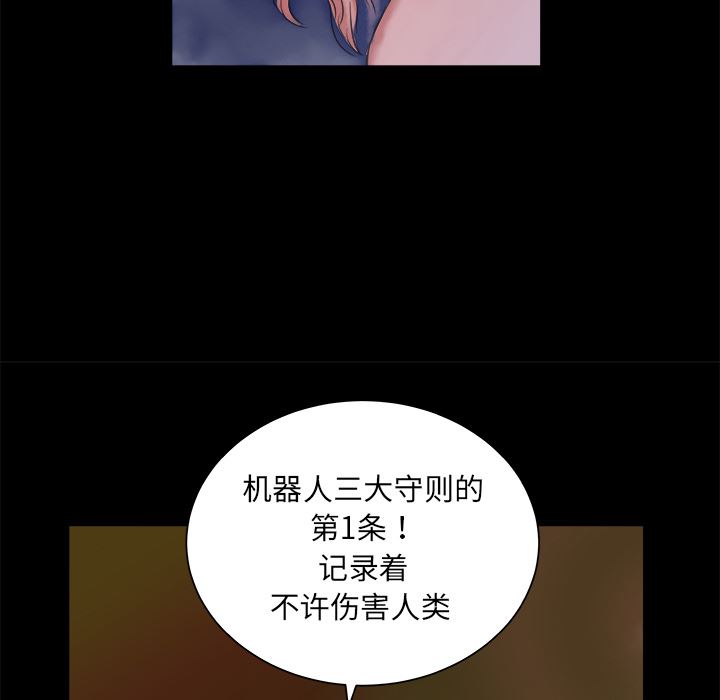 机器人三大守则的
第1条！
记录着
不许伤害人类